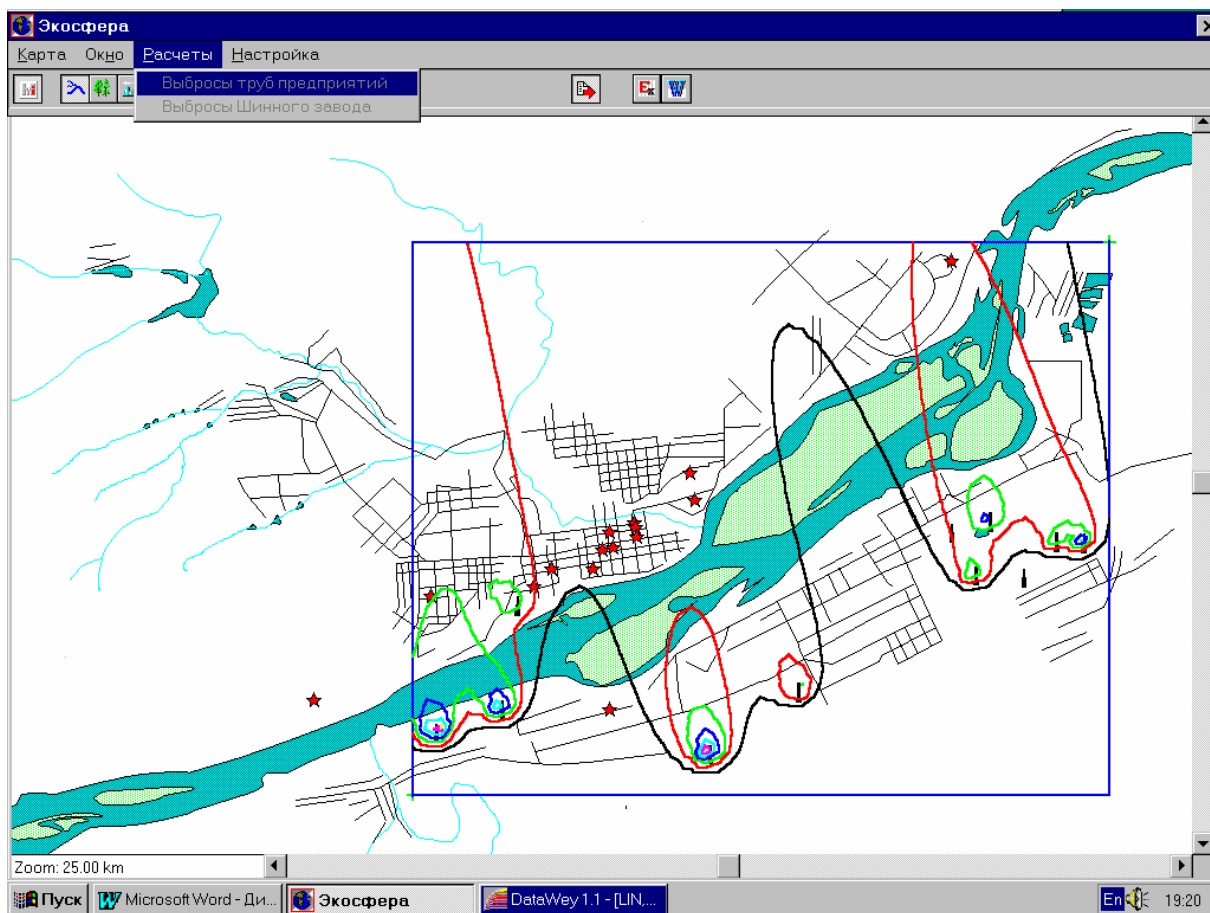 Экосфера
Карта Окно Расчеты Настройка
Выбросы труб предприятий
Выбросы Шинного завода
Zoom: 25.00 km
Пуск Microsoft Word - Ди... Экосфера DataWey 1.1 - [LIN,... En 19:20